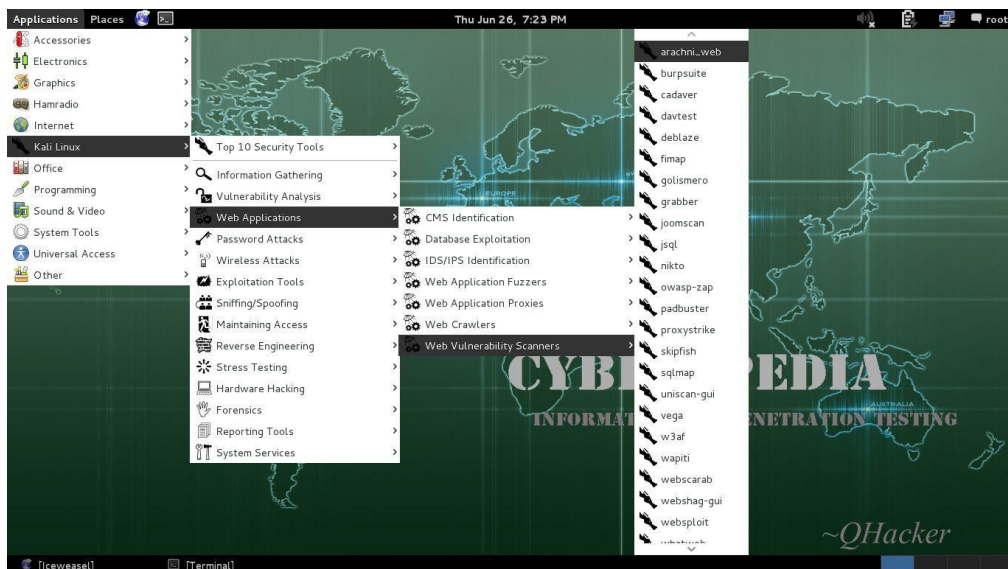 Applications Places Thu Jun 26, 7:23 PM root
Accessories
Electronics
Graphics
Hamradio
Internet
Kali Linux
Office
Programming
Sound & Video
System Tools
Universal Access
Other
Top 10 Security Tools
Information Gathering
Vulnerability Analysis
Web Applications
Password Attacks
Wireless Attacks
Exploitation Tools
Sniffing/Spoofing
Maintaining Access
Reverse Engineering
Stress Testing
Hardware Hacking
Forensics
Reporting Tools
System Services
CMS Identification
Database Exploitation
IDS/IPS Identification
Web Application Fuzzers
Web Application Proxies
Web Crawlers
Web Vulnerability Scanners
arachni_web
burpsuite
cadaver
davtest
deblaze
fimap
golismero
grabber
joomscan
jsql
nikto
owasp-zap
padbuster
proxystrike
skipfish
sqlmap
uniscan-gui
vega
w3af
wapiti
webscarab
webshag-gui
websploit
EUROPE
AUSTRALIA
TESTING
~QHacker
[Iceweasel] [Terminal]